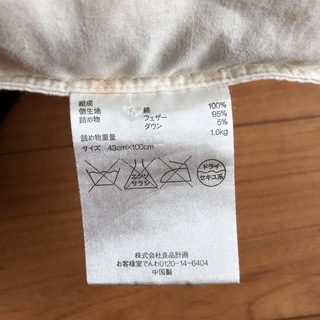 組成
側生地 綿 100%
詰め物 フェザー 95%
ダウン 5%
詰め物重量 1.6kg
サイズ 43cm×100cm
エンソ サラシ
ドライ セキユ系
株式会社良品計画
お客様室でんわ0120-14-6404
中国製